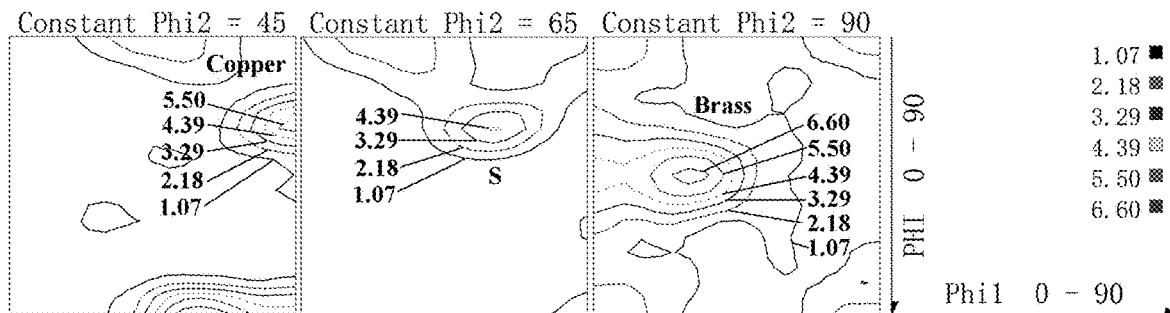 Constant Phi2 = 45
Constant Phi2 = 65
Constant Phi2 = 90
Copper
5.50
4.39
3.29
2.18
1.07
4.39
3.29
2.18
1.07
S
Brass
6.60
5.50
4.39
3.29
2.18
1.07
PHI 0 - 90
1.07
2.18
3.29
4.39
5.50
6.60
Phi1 0 - 90